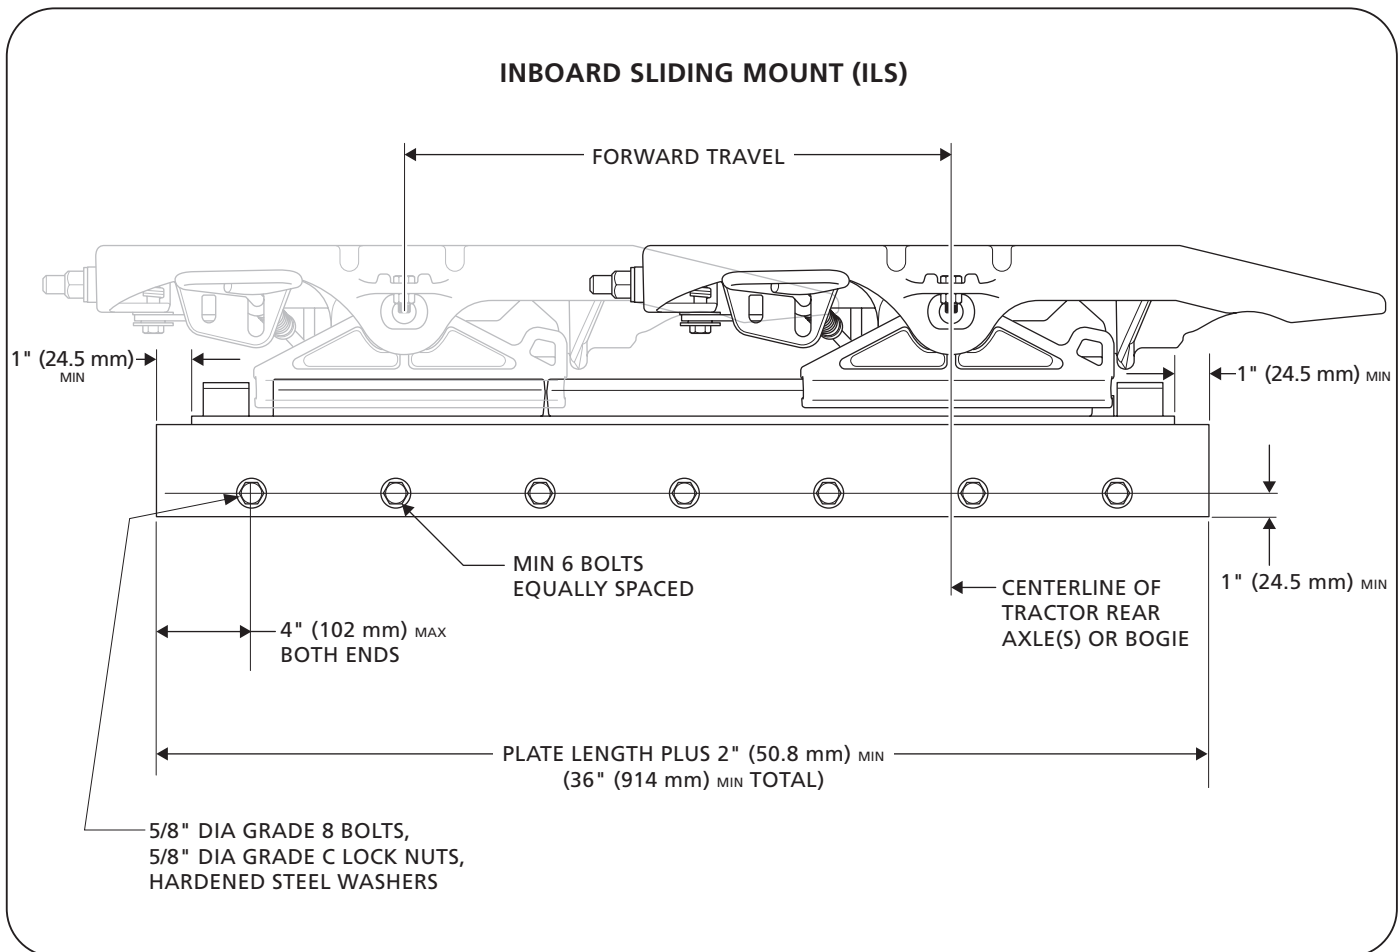 INBOARD SLIDING MOUNT (ILS)
FORWARD TRAVEL
1" (24.5 mm)
MIN
1" (24.5 mm) MIN
MIN 6 BOLTS
EQUALLY SPACED
1" (24.5 mm) MIN
CENTERLINE OF
TRACTOR REAR
AXLE(S) OR BOGIE
4" (102 mm) MAX
BOTH ENDS
PLATE LENGTH PLUS 2" (50.8 mm) MIN
(36" (914 mm) MIN TOTAL)
5/8" DIA GRADE 8 BOLTS,
5/8" DIA GRADE C LOCK NUTS,
HARDENED STEEL WASHERS